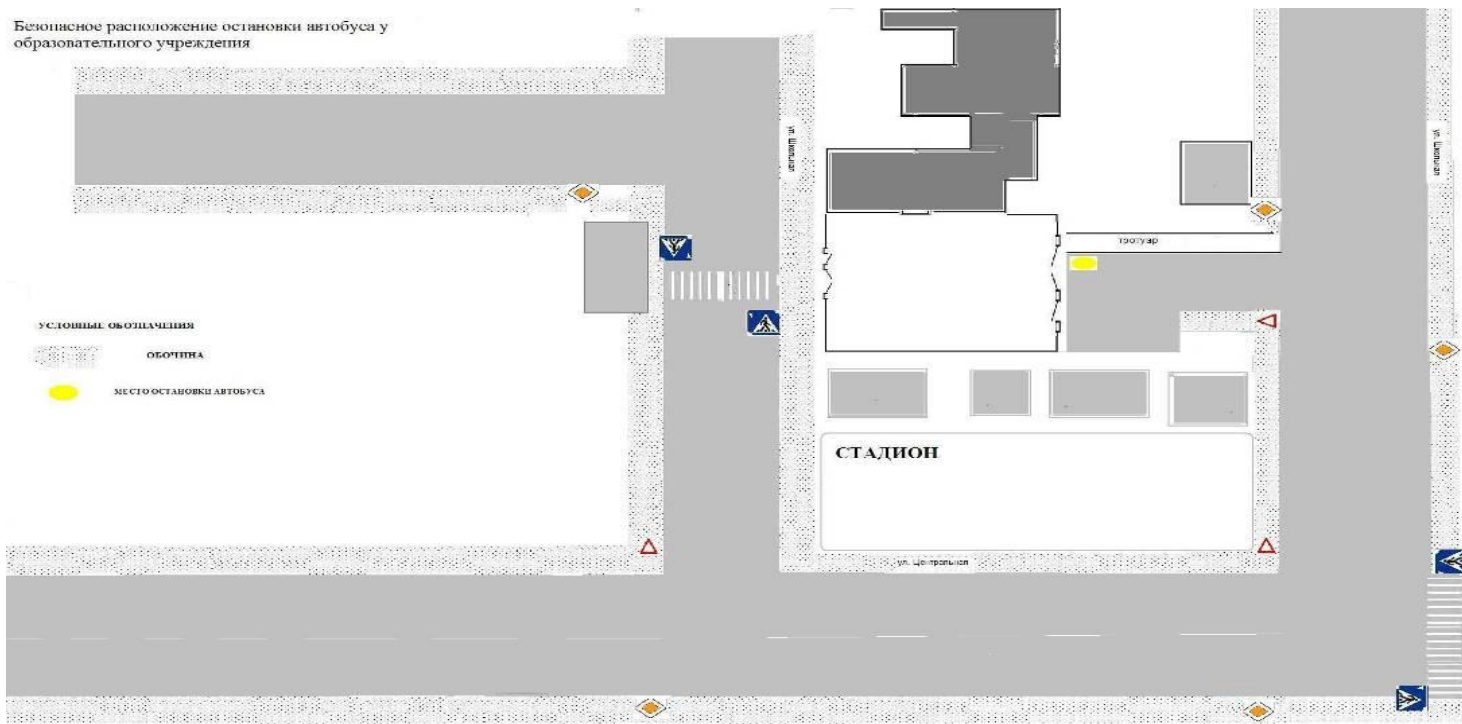 Безопасное расположение остановки автобуса у
образовательного учреждения
ул. Школьная
ул. Школьная
тротуар
УСЛОВНЫЕ ОБОЗНАЧЕНИЯ
ОБОЧИНА
МЕСТО ОСТАНОВКИ АВТОБУСА
СТАДИОН
ул. Центральная